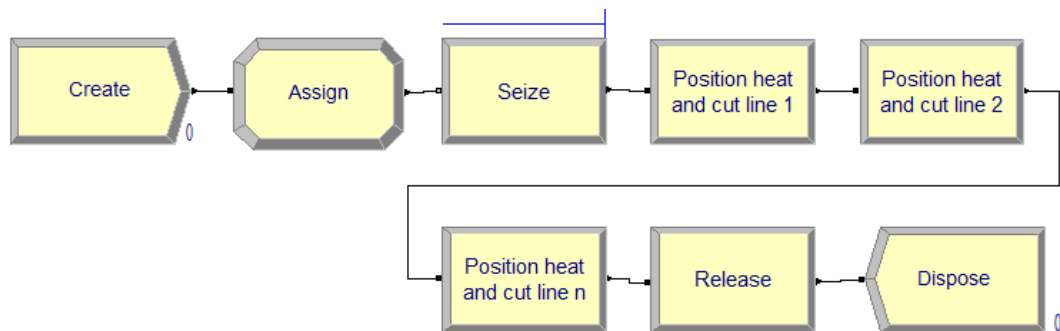 Create
0
Assign
Seize
Position heat
and cut line 1
Position heat
and cut line 2
Position heat
and cut line n
Release
Dispose
0